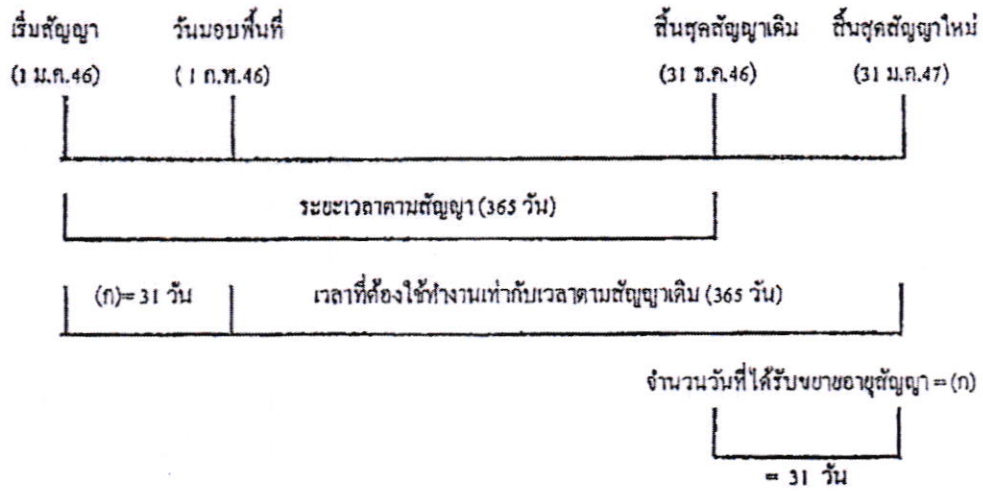 เริ่มสัญญา วันมอบพื้นที่ สิ้นสุดสัญญาเดิม สิ้นสุดสัญญาใหม่
(1 ม.ค.46) (1 ก.พ.46) (31 ธ.ค.46) (31 ม.ค.47)
ระยะเวลาตามสัญญา (365 วัน)
(ก)= 31 วัน เวลาที่ต้องใช้ทำงานเท่ากับเวลาตามสัญญาเดิม (365 วัน)
จำนวนวันที่ได้รับขยายอายุสัญญา = (ก)
= 31 วัน